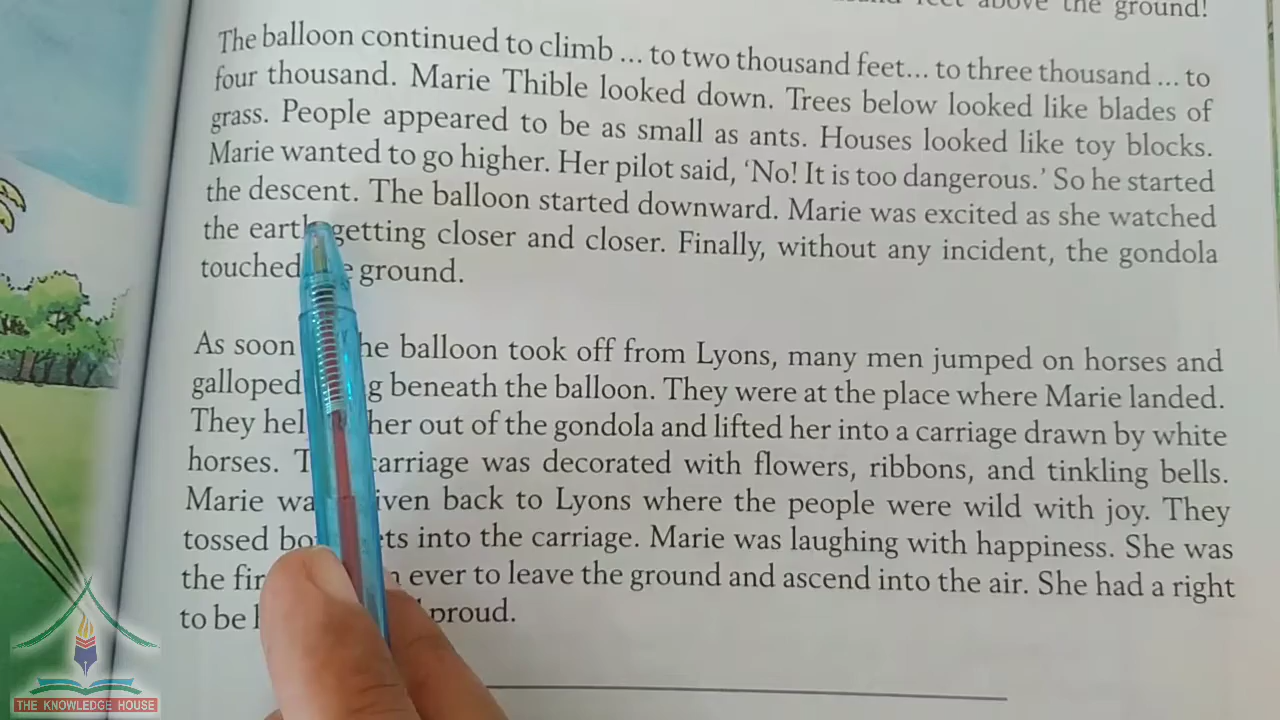 feet above the ground!
The balloon continued to climb ... to two thousand feet... to three thousand ... to
four thousand. Marie Thible looked down. Trees below looked like blades of
grass. People appeared to be as small as ants. Houses looked like toy blocks.
Marie wanted to go higher. Her pilot said, ‘No! It is too dangerous.’ So he started
the descent. The balloon started downward. Marie was excited as she watched
the earth getting closer and closer. Finally, without any incident, the gondola
touched ground.
As soon the balloon took off from Lyons, many men jumped on horses and
galloped beneath the balloon. They were at the place where Marie landed.
They her out of the gondola and lifted her into a carriage drawn by white
horses. carriage was decorated with flowers, ribbons, and tinkling bells.
Marie back to Lyons where the people were wild with joy. They
tossed into the carriage. Marie was laughing with happiness. She was
the ever to leave the ground and ascend into the air. She had a right
to be proud.
THE KNOWLEDGE HOUSE